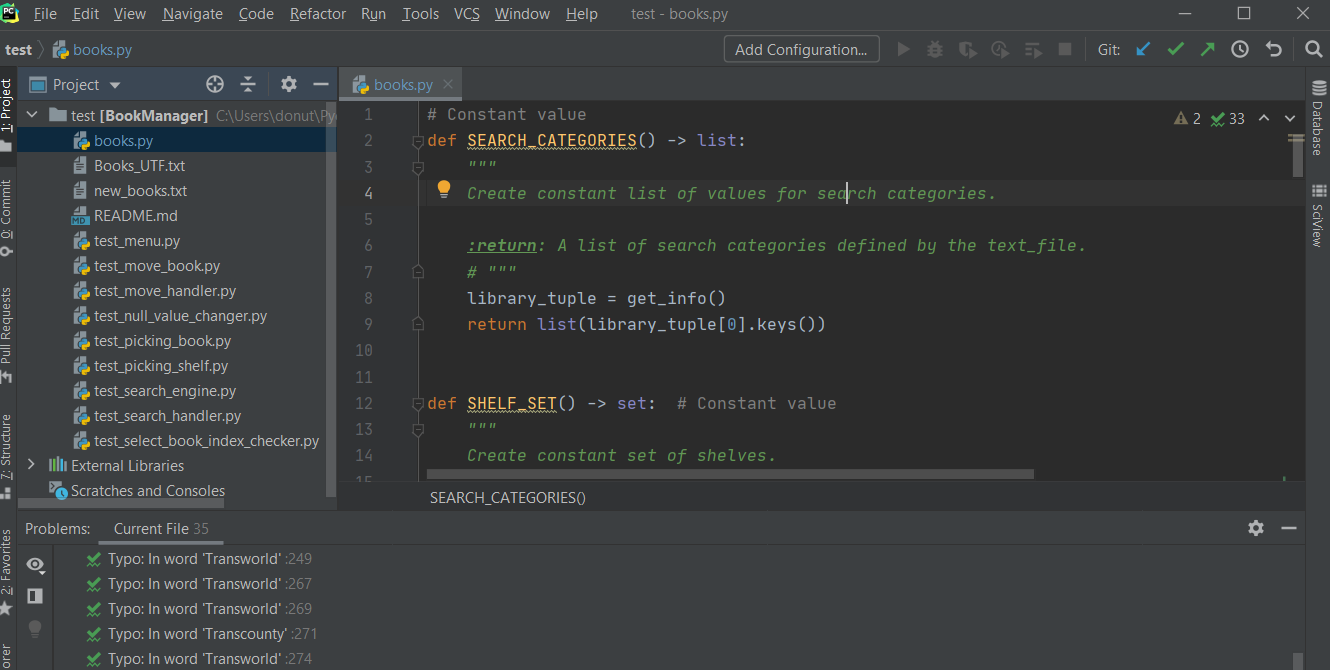 PC File Edit View Navigate Code Refactor Run Tools VCS Window Help test - books.py
test books.py Add Configuration... Git:
1: Project
0: Commit
Pull Requests
7: Structure
2: Favorites
Project
test [BookManager] C:\Users\donut\Py
books.py
Books_UTF.txt
new_books.txt
MD README.md
test_menu.py
test_move_book.py
test_move_handler.py
test_null_value_changer.py
test_picking_book.py
test_picking_shelf.py
test_search_engine.py
test_search_handler.py
test_select_book_index_checker.py
External Libraries
Scratches and Consoles
books.py
2 33
1 # Constant value
2 def SEARCH_CATEGORIES() -> list:
3 """
4 Create constant list of values for search categories.
5
6 :return: A list of search categories defined by the text_file.
7 # """
8 library_tuple = get_info()
9 return list(library_tuple[0].keys())
10
11
12 def SHELF_SET() -> set:  # Constant value
13 """
14 Create constant set of shelves.
15
SEARCH_CATEGORIES()
Database
SciView
Problems: Current File 35
Typo: In word 'Transworld' :249
Typo: In word 'Transworld' :267
Typo: In word 'Transworld' :269
Typo: In word 'Transcounty' :271
Typo: In word 'Transworld' :274